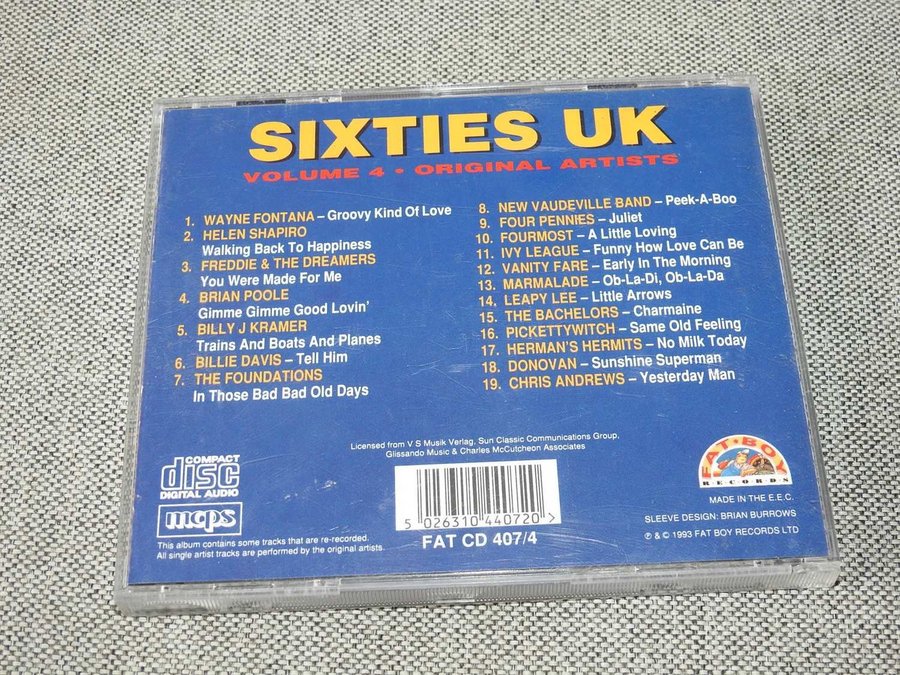 SIXTIES UK
VOLUME 4 • ORIGINAL ARTISTS
1. WAYNE FONTANA – Groovy Kind Of Love
2. HELEN SHAPIRO
Walking Back To Happiness
3. FREDDIE & THE DREAMERS
You Were Made For Me
4. BRIAN POOLE
Gimme Gimme Good Lovin'
5. BILLY J KRAMER
Trains And Boats And Planes
6. BILLIE DAVIS – Tell Him
7. THE FOUNDATIONS
In Those Bad Bad Old Days
8. NEW VAUDEVILLE BAND – Peek-A-Boo
9. FOUR PENNIES – Juliet
10. FOURMOST – A Little Loving
11. IVY LEAGUE – Funny How Love Can Be
12. VANITY FARE – Early In The Morning
13. MARMALADE – Ob-La-Di, Ob-La-Da
14. LEAPY LEE – Little Arrows
15. THE BACHELORS – Charmaine
16. PICKETTYWITCH – Same Old Feeling
17. HERMAN'S HERMITS – No Milk Today
18. DONOVAN – Sunshine Superman
19. CHRIS ANDREWS – Yesterday Man
Licensed from V S Musik Verlag, Sun Classic Communications Group,
Glissando Music & Charles McCutcheon Associates
COMPACT
disc
DIGITAL AUDIO
mcps
This album contains some tracks that are re-recorded.
All single artist tracks are performed by the original artists.
5 026310 440720 >
FAT CD 407/4
FAT • BOY
RECORDS
MADE IN THE E.E.C.
SLEEVE DESIGN: BRIAN BURROWS
℗ & © 1993 FAT BOY RECORDS LTD